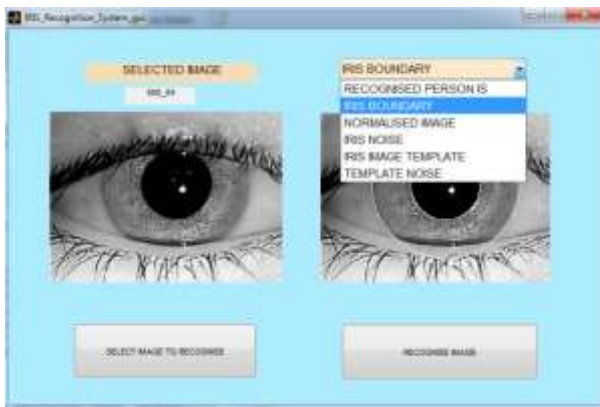 IRIS_Recognition_System_gui
SELECTED IMAGE
IRIS BOUNDARY
RECOGNISED PERSON IS
IRIS BOUNDARY
NORMALISED IMAGE
IRIS NOISE
IRIS IMAGE TEMPLATE
TEMPLATE NOISE
SELECT IMAGE TO RECOGNISE
RECOGNISE IMAGE